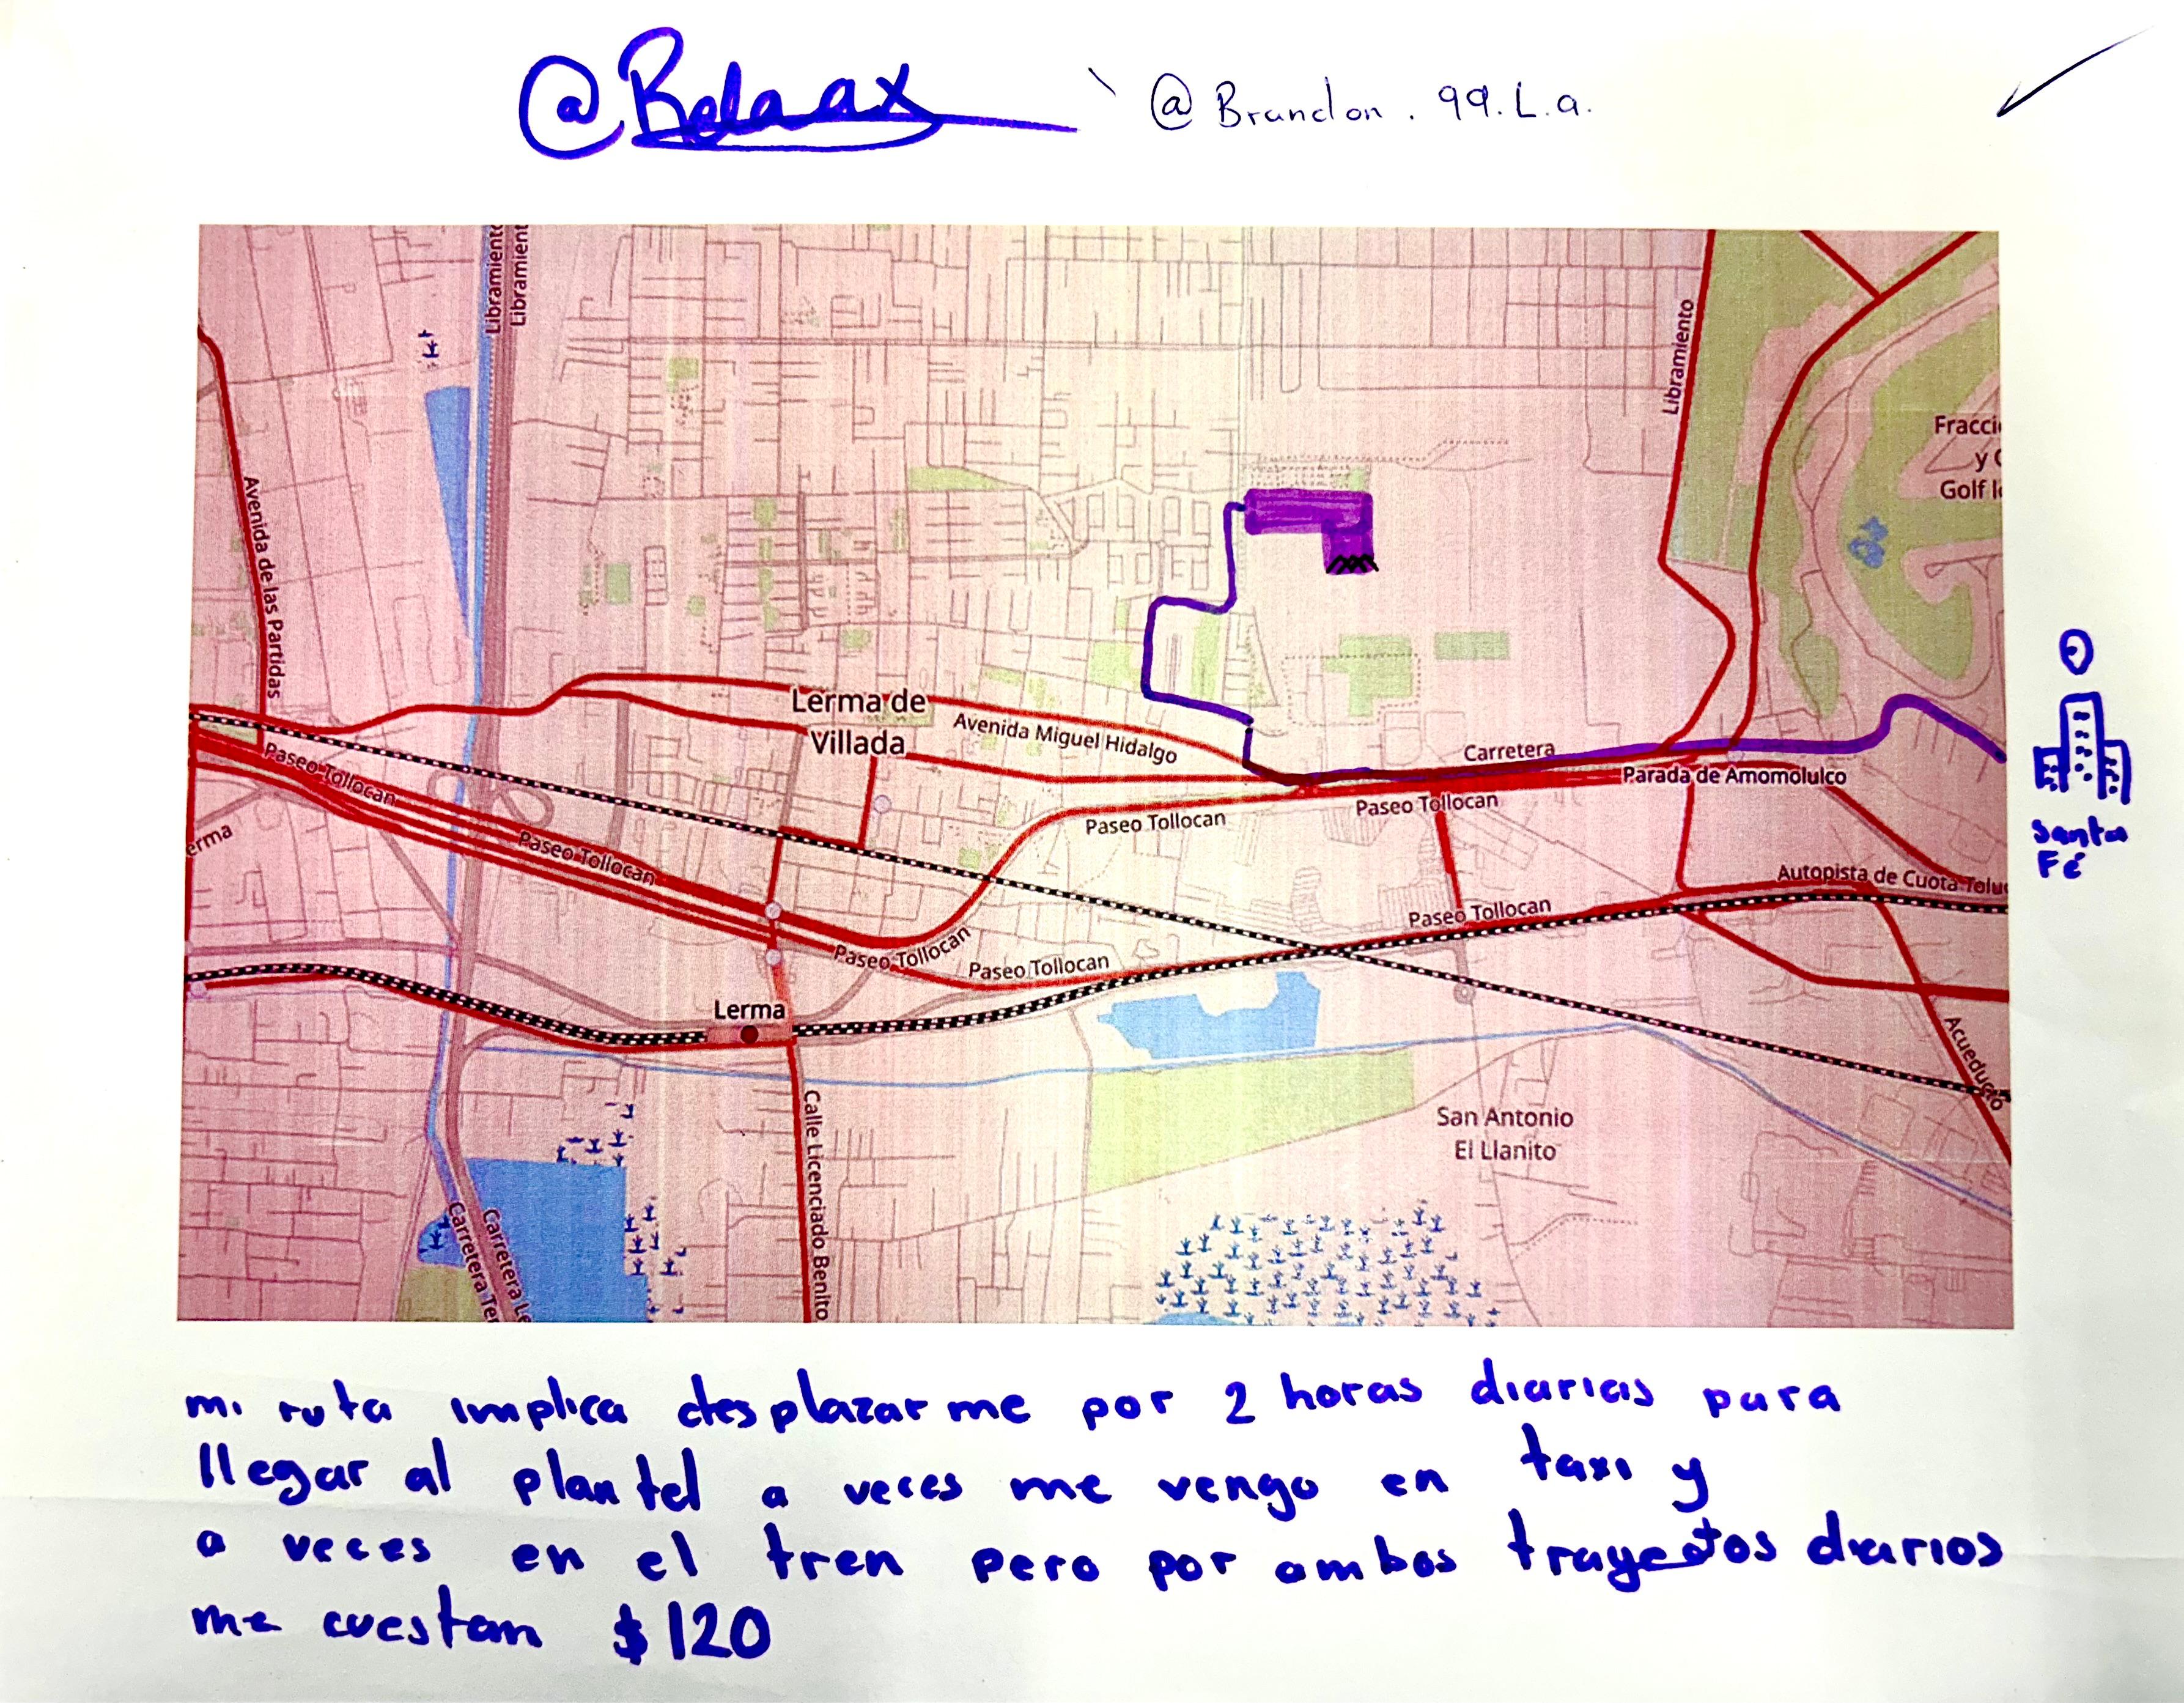 @Relaax
@Brandon.99.L.a.
Libramiento
Libramient
Libramiento
Fracci
y C
Golf l
Avenida de las Partidas
Lerma de
Villada
Avenida Miguel Hidalgo
Carretera
Parada de Amomolulco
Paseo Tollocan
Paseo Tollocan
Paseo Tollocan
erma
Paseo Tollocan
Santa
Fé
Autopista de Cuota Tolu
Paseo Tollocan
Paseo Tollocan
Paseo Tollocan
Lerma
Acueducto
Calle Licenciado Benito
San Antonio
El Llanito
Carretera Le
Carretera Te
mi ruta implica desplazarme por 2 horas diarias para
llegar al plantel a veces me vengo en taxi y
a veces en el tren pero por ambos trayectos diarios
me cuestan $120